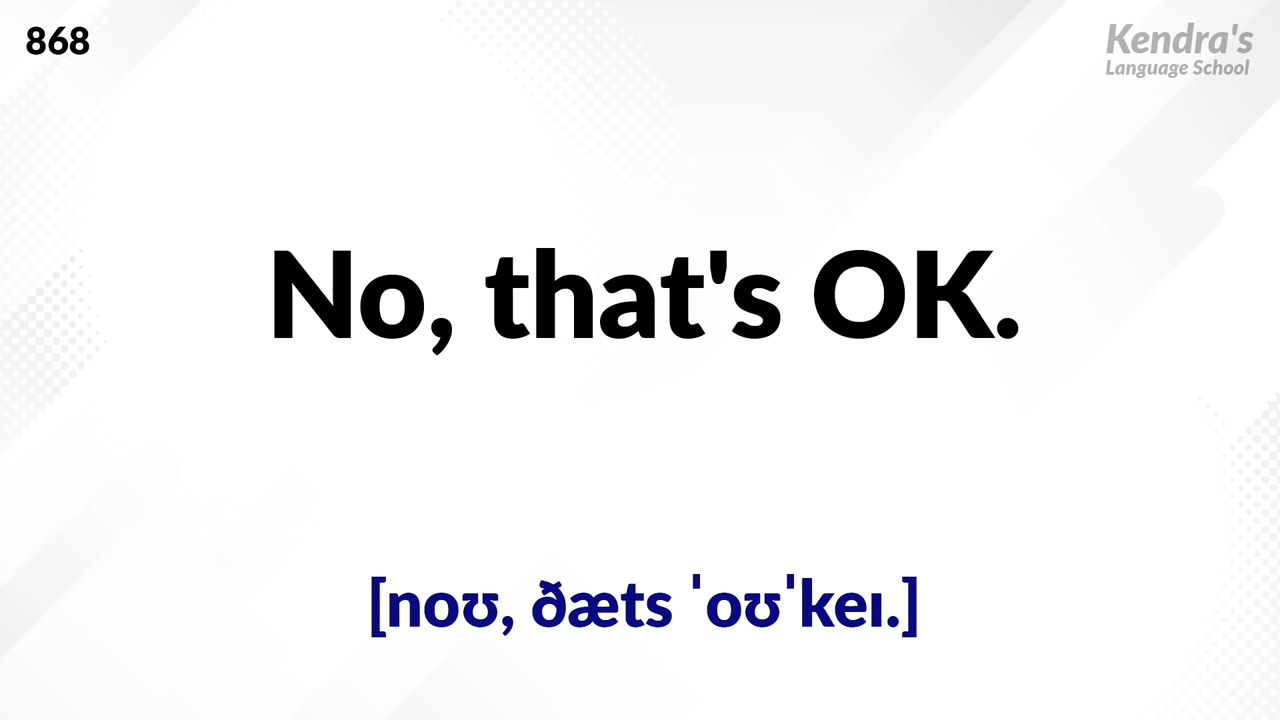 868
Kendra's
Language School
No, that's OK.
[noʊ, ðæts ˈoʊˈkeɪ.]